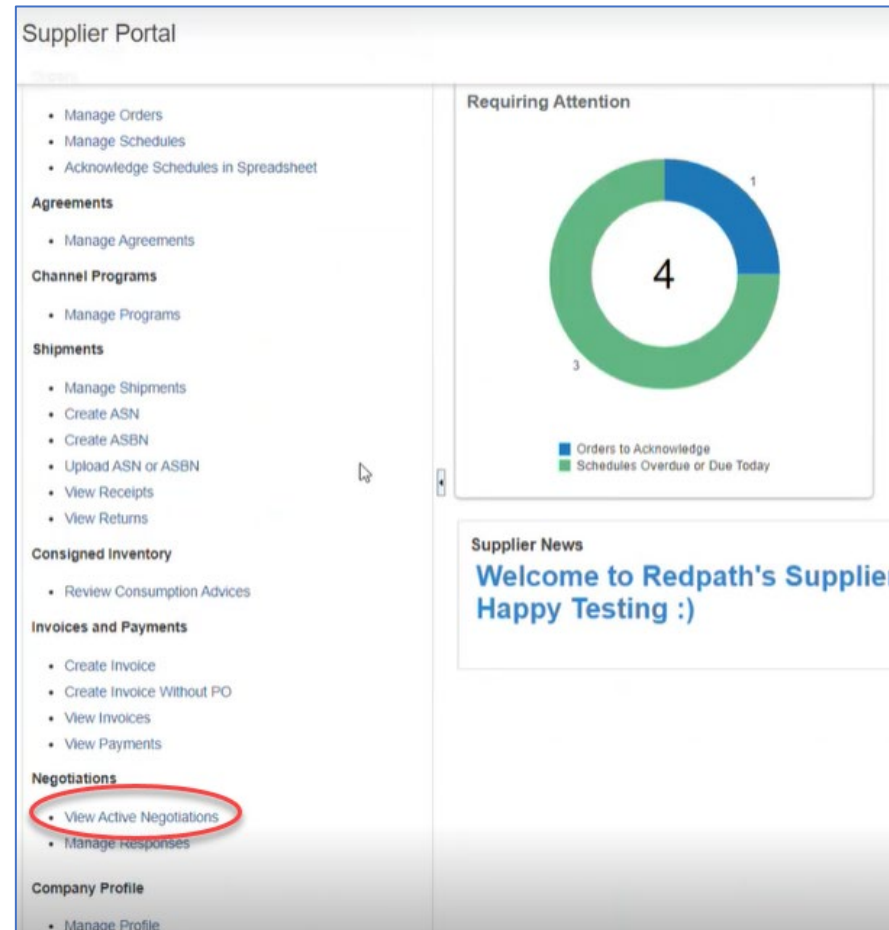 Supplier Portal
Manage Orders
Manage Schedules
Acknowledge Schedules in Spreadsheet
Agreements
Manage Agreements
Channel Programs
Manage Programs
Shipments
Manage Shipments
Create ASN
Create ASBN
Upload ASN or ASBN
View Receipts
View Returns
Consigned Inventory
Review Consumption Advices
Invoices and Payments
Create Invoice
Create Invoice Without PO
View Invoices
View Payments
Negotiations
View Active Negotiations
Manage Responses
Company Profile
Manage Profile
Requiring Attention
1
4
3
Orders to Acknowledge
Schedules Overdue or Due Today
Supplier News
Welcome to Redpath's Supplier
Happy Testing :)